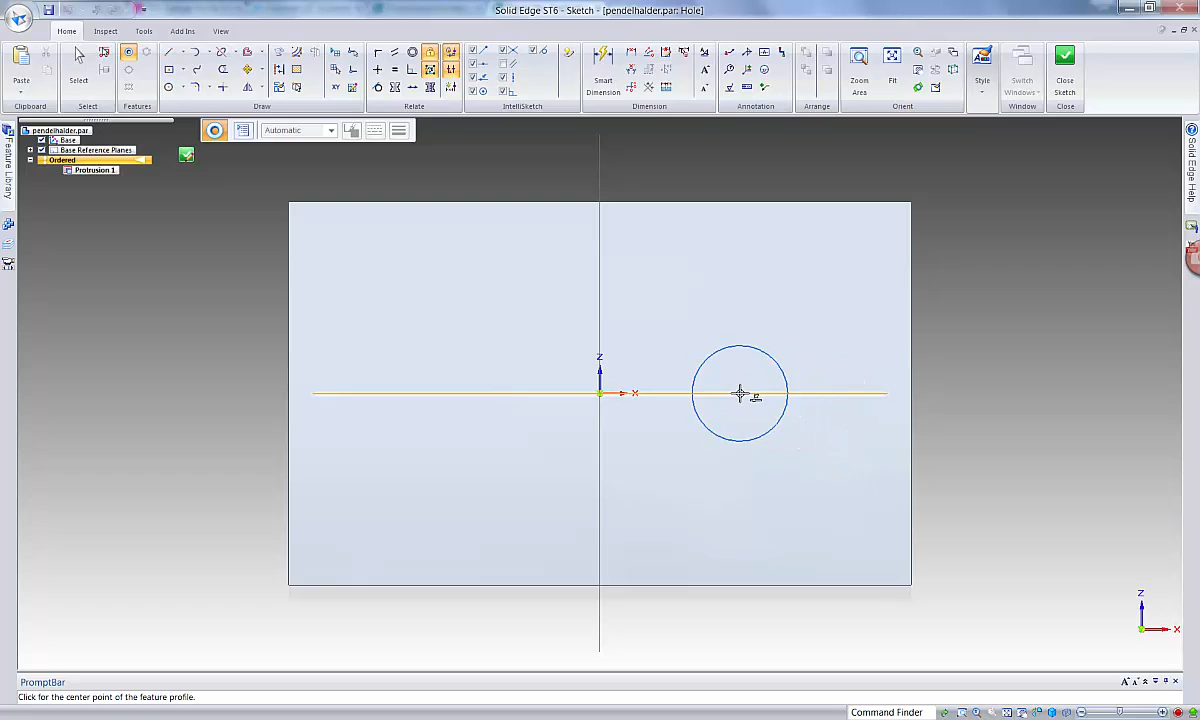 Solid Edge ST6 - Sketch - [pendelhalder.par: Hole]
Home
Inspect
Tools
Add Ins
View
Paste
Select
Smart
Dimension
Zoom
Area
Fit
Style
Switch
Windows
Close
Sketch
Clipboard
Select
Features
Draw
Relate
IntelliSketch
Dimension
Annotation
Arrange
Orient
Window
Close
Automatic
pendelhalder.par
Base
Base Reference Planes
Ordered
Protrusion 1
Feature Library
Solid Edge Help
Z
X
Z
X
PromptBar
Click for the center point of the feature profile.
Command Finder